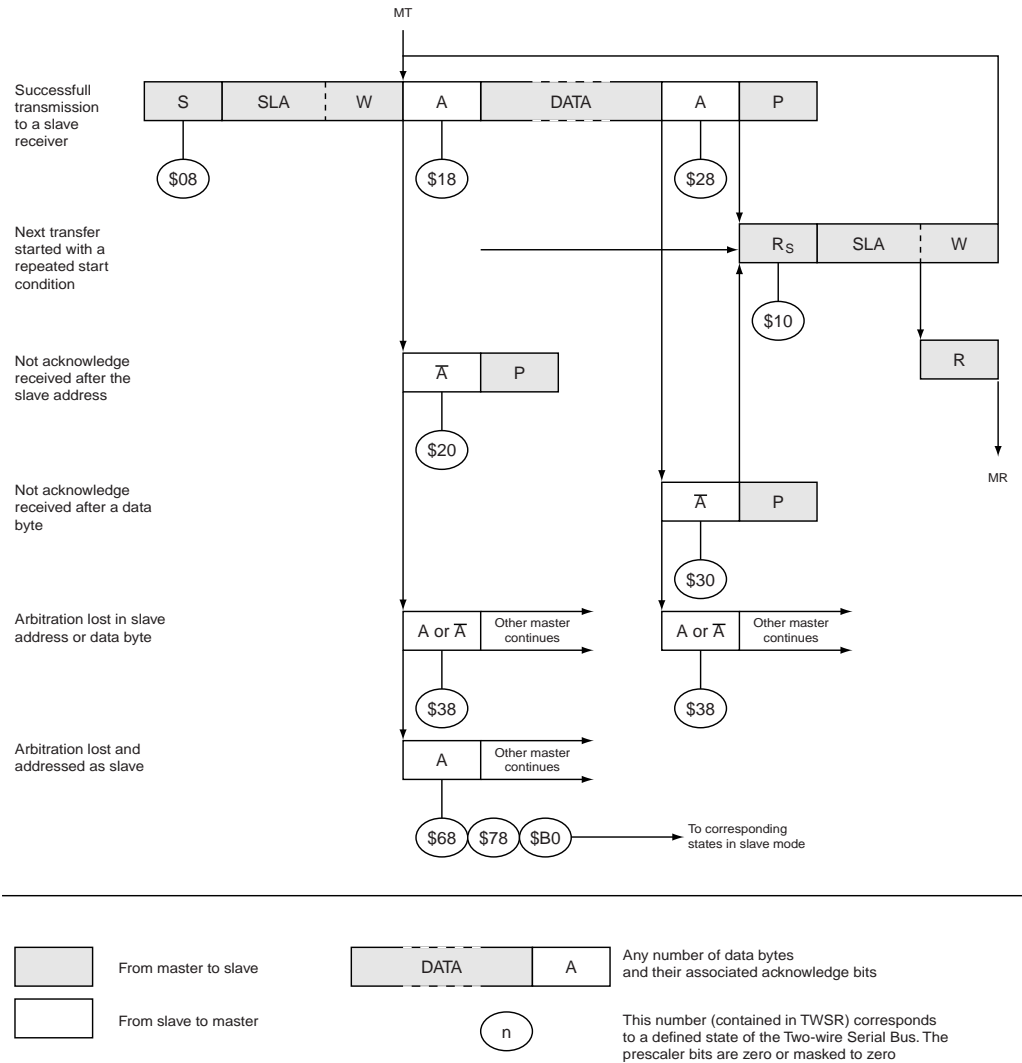 MT
Successfull
transmission
to a slave
receiver
S SLA W A DATA A P
$08 $18 $28
Next transfer
started with a
repeated start
condition
RS SLA W
$10
Not acknowledge
received after the
slave address
A̅ P
R
$20
MR
Not acknowledge
received after a data
byte
A̅ P
$30
Arbitration lost in slave
address or data byte
A or A̅
Other master
continues
A or A̅
Other master
continues
$38 $38
Arbitration lost and
addressed as slave
A
Other master
continues
$68 $78 $B0
To corresponding
states in slave mode
From master to slave
DATA A
Any number of data bytes
and their associated acknowledge bits
From slave to master
n
This number (contained in TWSR) corresponds
to a defined state of the Two-wire Serial Bus. The
prescaler bits are zero or masked to zero